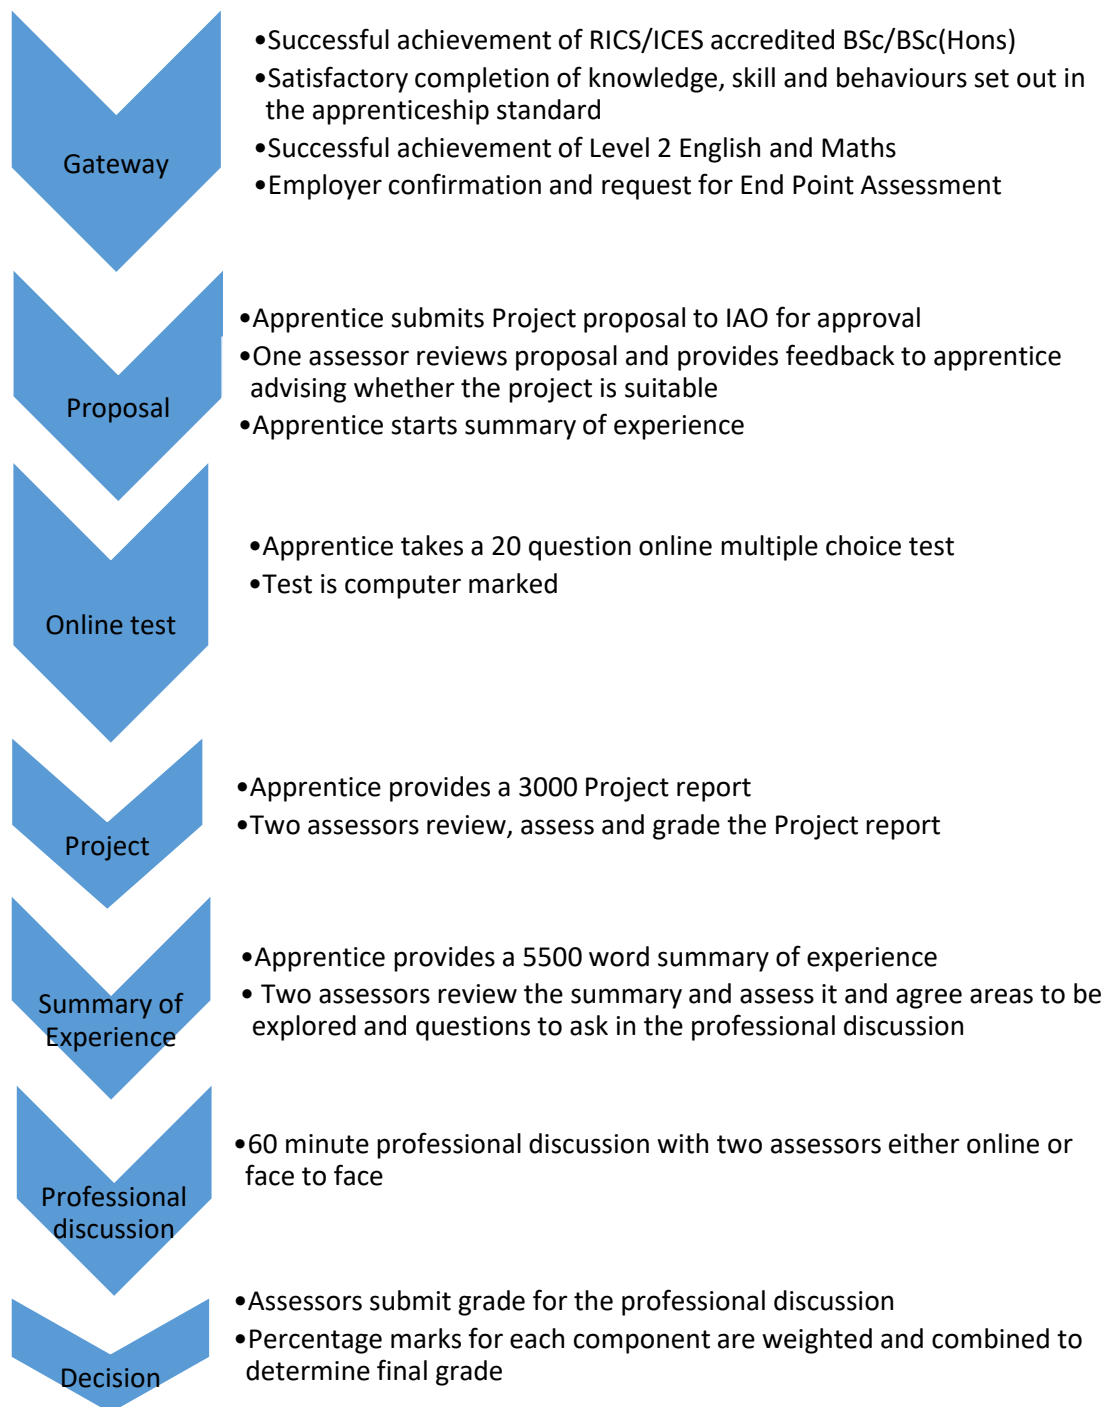 Gateway
•Successful achievement of RICS/ICES accredited BSc/BSc(Hons)
•Satisfactory completion of knowledge, skill and behaviours set out in
the apprenticeship standard
•Successful achievement of Level 2 English and Maths
•Employer confirmation and request for End Point Assessment
Proposal
•Apprentice submits Project proposal to IAO for approval
•One assessor reviews proposal and provides feedback to apprentice
advising whether the project is suitable
•Apprentice starts summary of experience
Online test
•Apprentice takes a 20 question online multiple choice test
•Test is computer marked
Project
•Apprentice provides a 3000 Project report
•Two assessors review, assess and grade the Project report
Summary of
Experience
•Apprentice provides a 5500 word summary of experience
• Two assessors review the summary and assess it and agree areas to be
explored and questions to ask in the professional discussion
Professional
discussion
•60 minute professional discussion with two assessors either online or
face to face
Decision
•Assessors submit grade for the professional discussion
•Percentage marks for each component are weighted and combined to
determine final grade